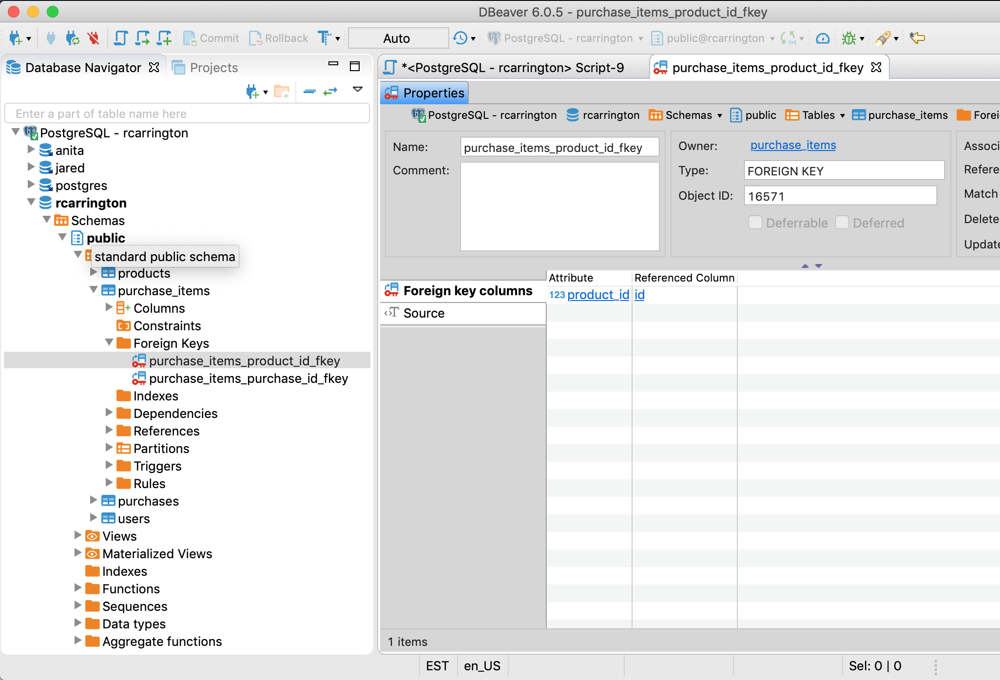 DBeaver 6.0.5 - purchase_items_product_id_fkey
Commit Rollback Auto PostgreSQL - rcarrington public@rcarrington
Database Navigator Projects
Enter a part of table name here
PostgreSQL - rcarrington
anita
jared
postgres
rcarrington
Schemas
public
standard public schema
products
purchase_items
Columns
Constraints
Foreign Keys
purchase_items_product_id_fkey
purchase_items_purchase_id_fkey
Indexes
Dependencies
References
Partitions
Triggers
Rules
purchases
users
Views
Materialized Views
Indexes
Functions
Sequences
Data types
Aggregate functions
*<PostgreSQL - rcarrington> Script-9 purchase_items_product_id_fkey
Properties
PostgreSQL - rcarrington rcarrington Schemas public Tables purchase_items Forei
Name: purchase_items_product_id_fkey
Comment:
Owner: purchase_items
Type: FOREIGN KEY
Object ID: 16571
Deferrable Deferred
Associ
Refere
Match
Delete
Update
Foreign key columns
Source
Attribute Referenced Column
123 product_id id
1 items
EST en_US Sel: 0 | 0